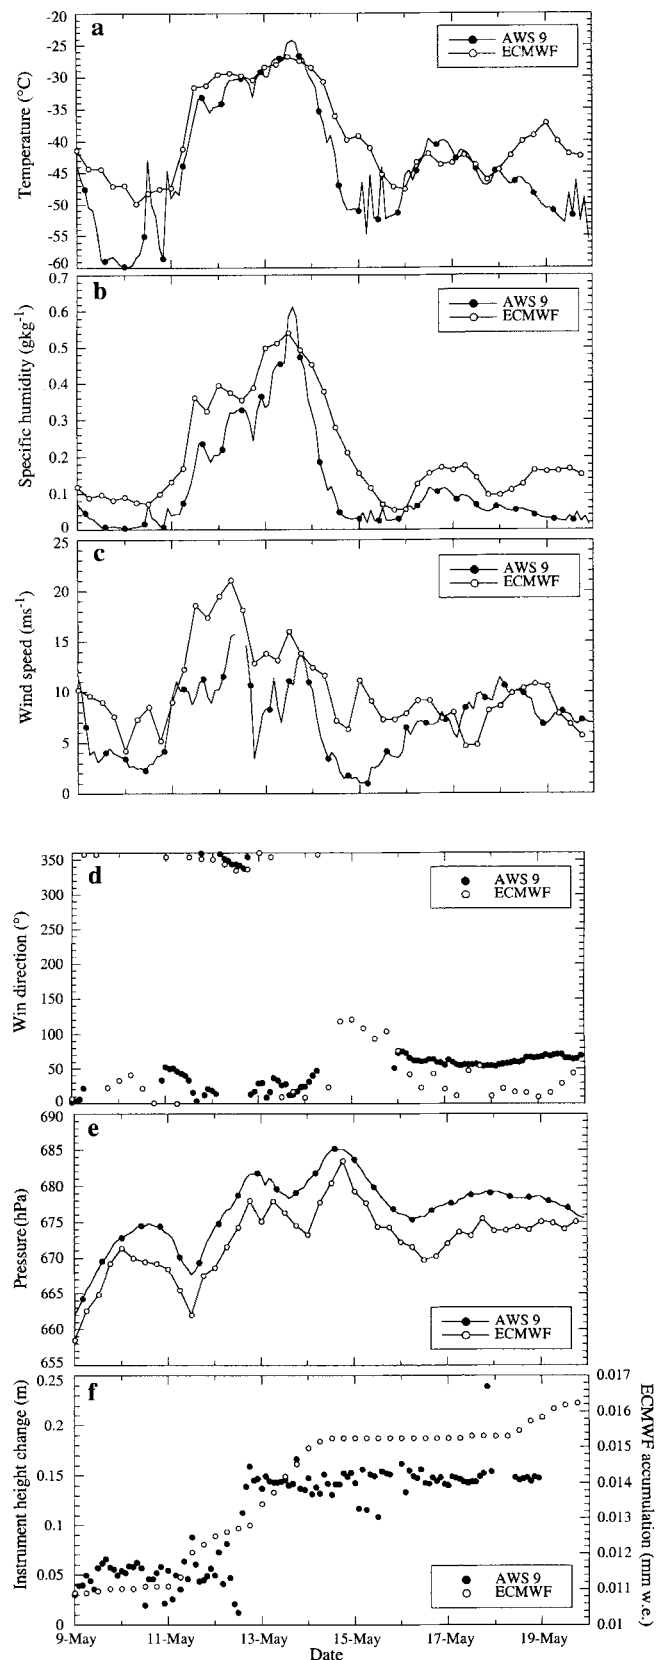 a
AWS 9
ECMWF
Temperature (°C)
-20
-25
-30
-35
-40
-45
-50
-55
-60
b
AWS 9
ECMWF
Specific humidity (gkg-1)
0.7
0.6
0.5
0.4
0.3
0.2
0.1
0
c
AWS 9
ECMWF
Wind speed (ms-1)
25
20
15
10
5
0
d
AWS 9
ECMWF
Win direction (°)
350
300
250
200
150
100
50
0
e
AWS 9
ECMWF
Pressure (hPa)
690
685
680
675
670
665
660
655
f
AWS 9
ECMWF
Instrument height change (m)
0.25
0.2
0.15
0.1
0.05
0
ECMWF accumulation (mm w.e.)
0.017
0.016
0.015
0.014
0.013
0.012
0.011
0.01
9-May 11-May 13-May 15-May 17-May 19-May
Date